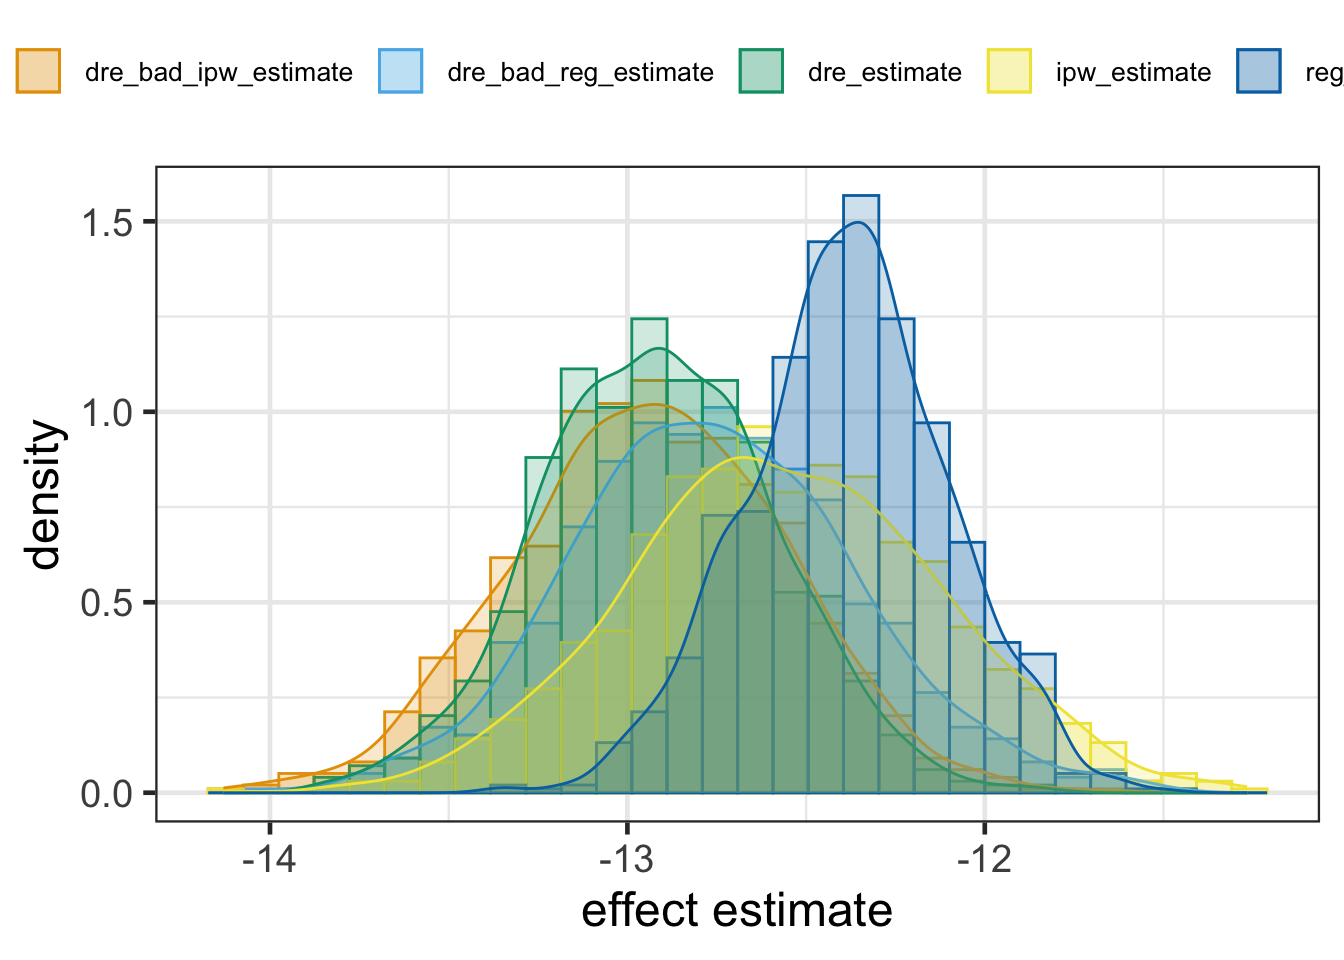 dre_bad_ipw_estimate dre_bad_reg_estimate dre_estimate ipw_estimate reg
1.5
1.0
0.5
0.0
density
-14 -13 -12
effect estimate